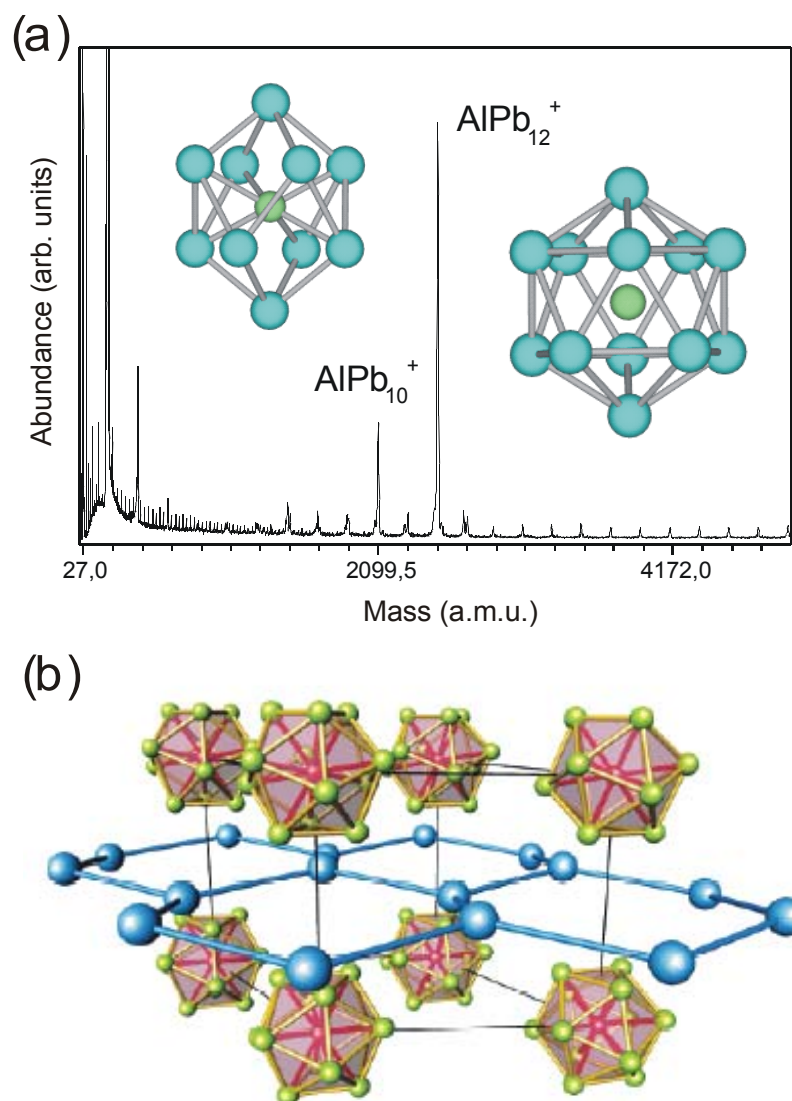 (a)
Abundance (arb. units)
AlPb12+
AlPb10+
27,0 2099,5 4172,0
Mass (a.m.u.)
(b)